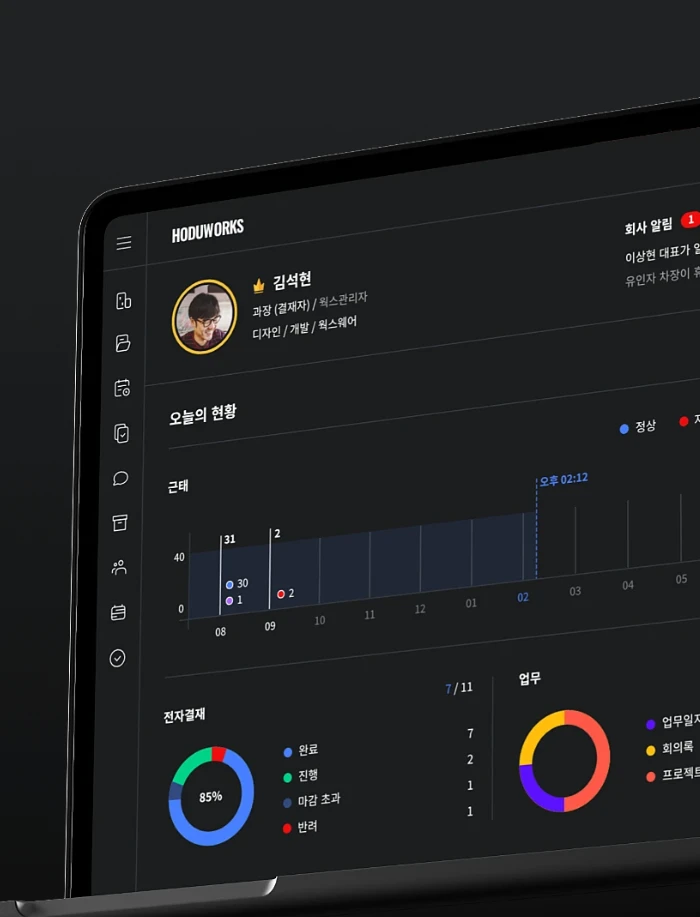 HODUWORKS
김석현
과장 (결재자) / 웍스관리자
디자인 / 개발 / 웍스웨어
회사 알림 1
이상현 대표가
유인자 차장이
오늘의 현황
정상
근태
오후 02:12
31
2
40
30
1
2
0
08 09 10 11 12 01 02 03 04 05
전자결재
7 / 11
85%
완료 7
진행 2
마감 초과 1
반려 1
업무
업무일지
회의록
프로젝트